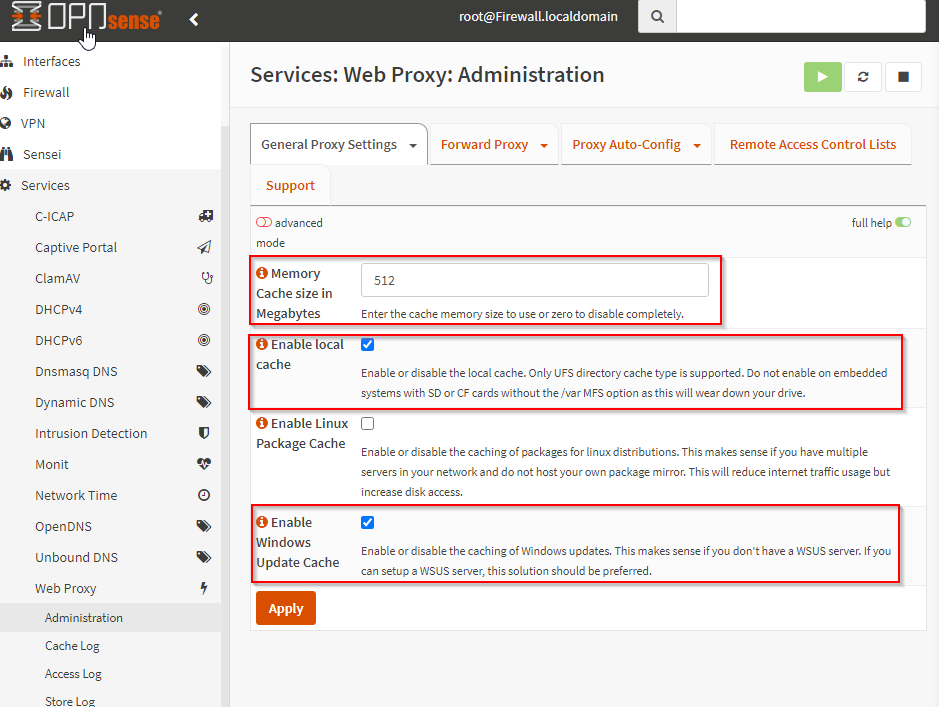 OPNsense®
root@Firewall.localdomain
Interfaces
Firewall
VPN
Sensei
Services
C-ICAP
Captive Portal
ClamAV
DHCPv4
DHCPv6
Dnsmasq DNS
Dynamic DNS
Intrusion Detection
Monit
Network Time
OpenDNS
Unbound DNS
Web Proxy
Administration
Cache Log
Access Log
Store Log
Services: Web Proxy: Administration
General Proxy Settings
Forward Proxy
Proxy Auto-Config
Remote Access Control Lists
Support
advanced
mode
full help
Memory
Cache size in
Megabytes
512
Enter the cache memory size to use or zero to disable completely.
Enable local
cache
Enable or disable the local cache. Only UFS directory cache type is supported. Do not enable on embedded
systems with SD or CF cards without the /var MFS option as this will wear down your drive.
Enable Linux
Package Cache
Enable or disable the caching of packages for linux distributions. This makes sense if you have multiple
servers in your network and do not host your own package mirror. This will reduce internet traffic usage but
increase disk access.
Enable
Windows
Update Cache
Enable or disable the caching of Windows updates. This makes sense if you don't have a WSUS server. If you
can setup a WSUS server, this solution should be preferred.
Apply